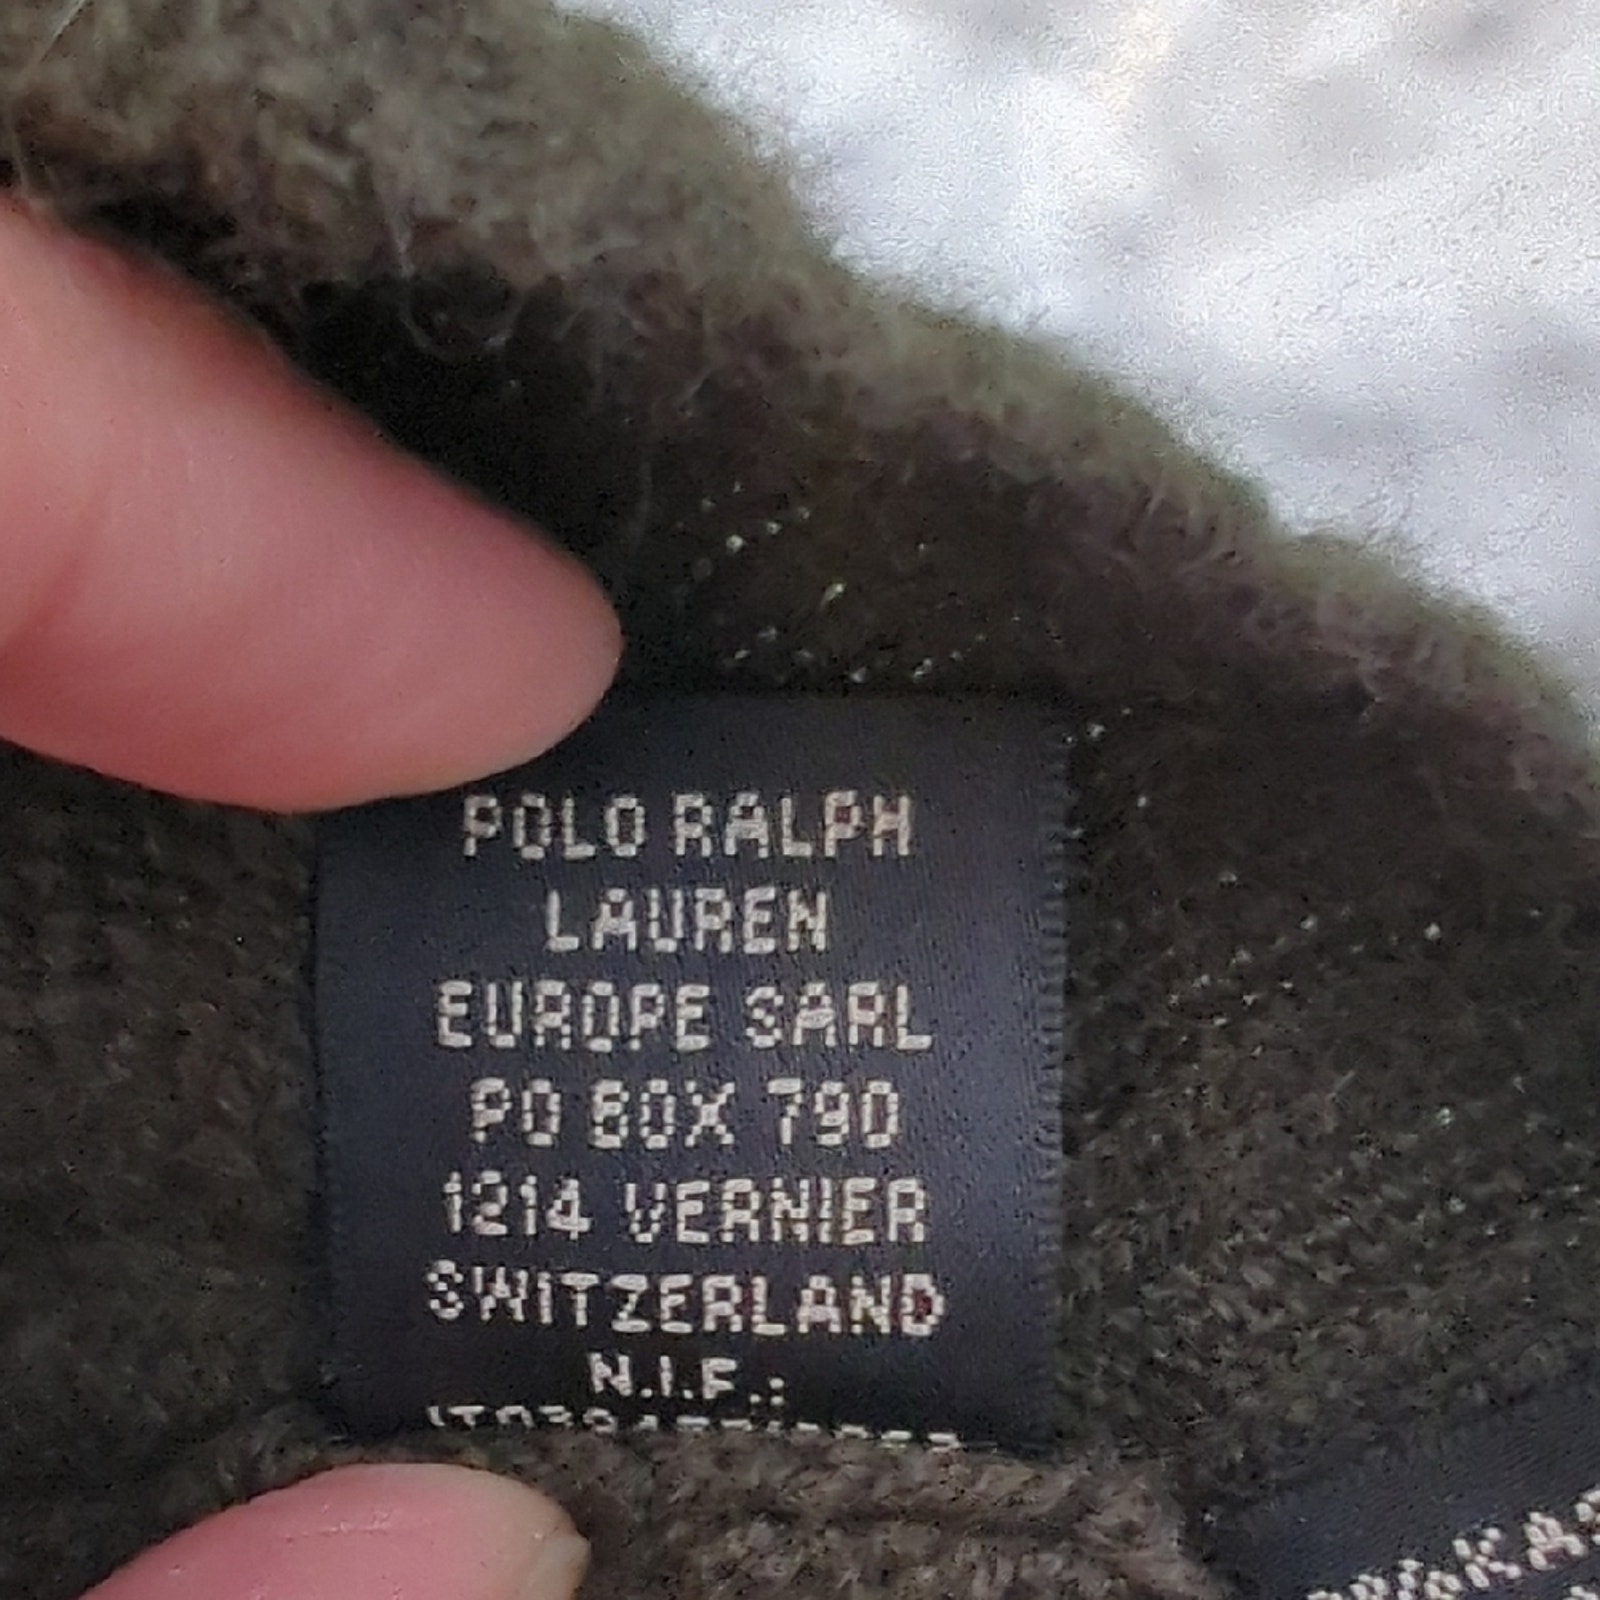 POLO RALPH
LAUREN
EUROPE SARL
PO BOX 790
1214 VERNIER
SWITZERLAND
N.I.F.: